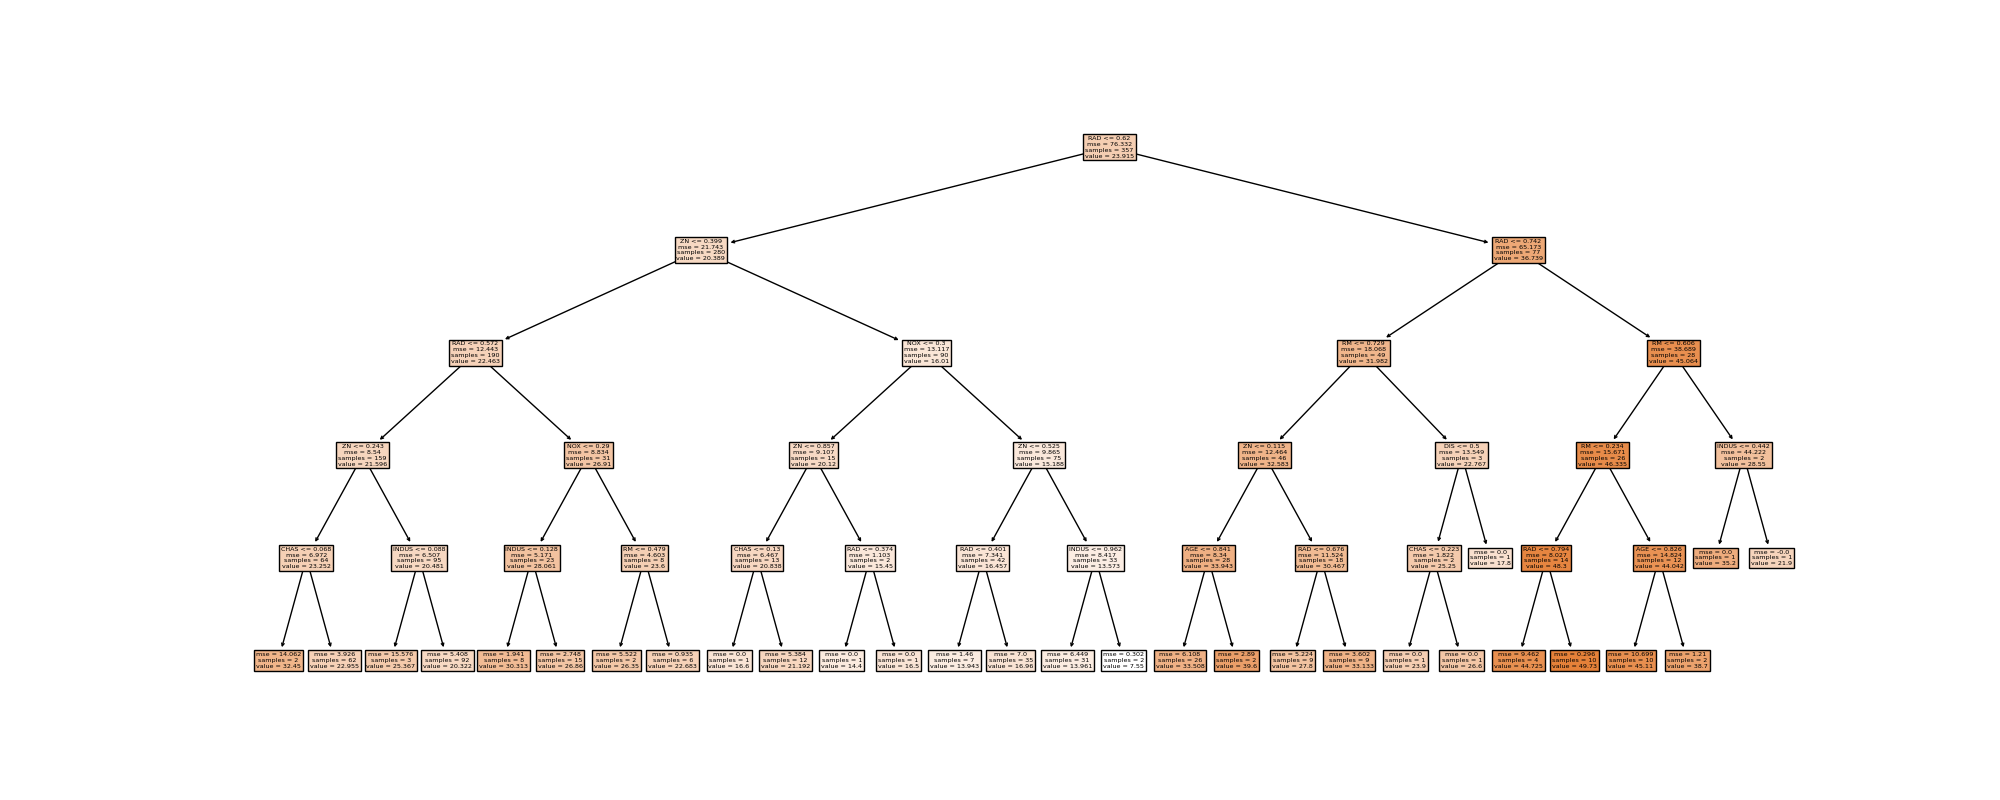 RAD <= 0.62
mse = 76.332
samples = 357
value = 23.915
ZN <= 0.399
mse = 21.743
samples = 280
value = 20.389
RAD <= 0.742
mse = 65.173
samples = 77
value = 36.739
RAD <= 0.572
mse = 12.443
samples = 190
value = 22.463
NOX <= 0.3
mse = 13.117
samples = 90
value = 16.01
RM <= 0.729
mse = 18.068
samples = 49
value = 31.982
RM <= 0.606
mse = 38.689
samples = 28
value = 45.064
ZN <= 0.243
mse = 8.54
samples = 159
value = 21.596
NOX <= 0.29
mse = 8.834
samples = 31
value = 26.91
ZN <= 0.857
mse = 9.107
samples = 15
value = 20.12
ZN <= 0.525
mse = 9.865
samples = 75
value = 15.188
ZN <= 0.115
mse = 12.464
samples = 46
value = 32.583
DIS <= 0.5
mse = 13.549
samples = 3
value = 22.767
RM <= 0.234
mse = 15.671
samples = 26
value = 46.335
INDUS <= 0.442
mse = 44.222
samples = 2
value = 28.55
CHAS <= 0.068
mse = 6.972
samples = 64
value = 23.252
INDUS <= 0.088
mse = 6.507
samples = 95
value = 20.481
INDUS <= 0.128
mse = 5.171
samples = 23
value = 28.061
RM <= 0.479
mse = 4.603
samples = 8
value = 23.6
CHAS <= 0.13
mse = 6.467
samples = 13
value = 20.838
RAD <= 0.374
mse = 1.103
samples = 2
value = 15.45
RAD <= 0.401
mse = 7.341
samples = 42
value = 16.457
INDUS <= 0.962
mse = 8.417
samples = 33
value = 13.573
AGE <= 0.841
mse = 8.34
samples = 28
value = 33.943
RAD <= 0.676
mse = 11.524
samples = 18
value = 30.467
CHAS <= 0.223
mse = 1.822
samples = 2
value = 25.25
mse = 0.0
samples = 1
value = 17.8
RAD <= 0.794
mse = 8.027
samples = 14
value = 48.3
AGE <= 0.826
mse = 14.824
samples = 12
value = 44.042
mse = 0.0
samples = 1
value = 35.2
mse = -0.0
samples = 1
value = 21.9
mse = 14.062
samples = 2
value = 32.45
mse = 3.926
samples = 62
value = 22.955
mse = 15.576
samples = 3
value = 25.367
mse = 5.408
samples = 92
value = 20.322
mse = 1.941
samples = 8
value = 30.313
mse = 2.748
samples = 15
value = 26.86
mse = 5.522
samples = 2
value = 26.35
mse = 0.935
samples = 6
value = 22.683
mse = 0.0
samples = 1
value = 16.6
mse = 5.384
samples = 12
value = 21.192
mse = 0.0
samples = 1
value = 14.4
mse = 0.0
samples = 1
value = 16.5
mse = 1.46
samples = 7
value = 13.943
mse = 7.0
samples = 35
value = 16.96
mse = 6.449
samples = 31
value = 13.961
mse = 0.302
samples = 2
value = 7.55
mse = 6.108
samples = 26
value = 33.508
mse = 2.89
samples = 2
value = 39.6
mse = 5.224
samples = 9
value = 27.8
mse = 3.602
samples = 9
value = 33.133
mse = 0.0
samples = 1
value = 23.9
mse = 0.0
samples = 1
value = 26.6
mse = 9.462
samples = 4
value = 44.725
mse = 0.296
samples = 10
value = 49.73
mse = 10.699
samples = 10
value = 45.11
mse = 1.21
samples = 2
value = 38.7